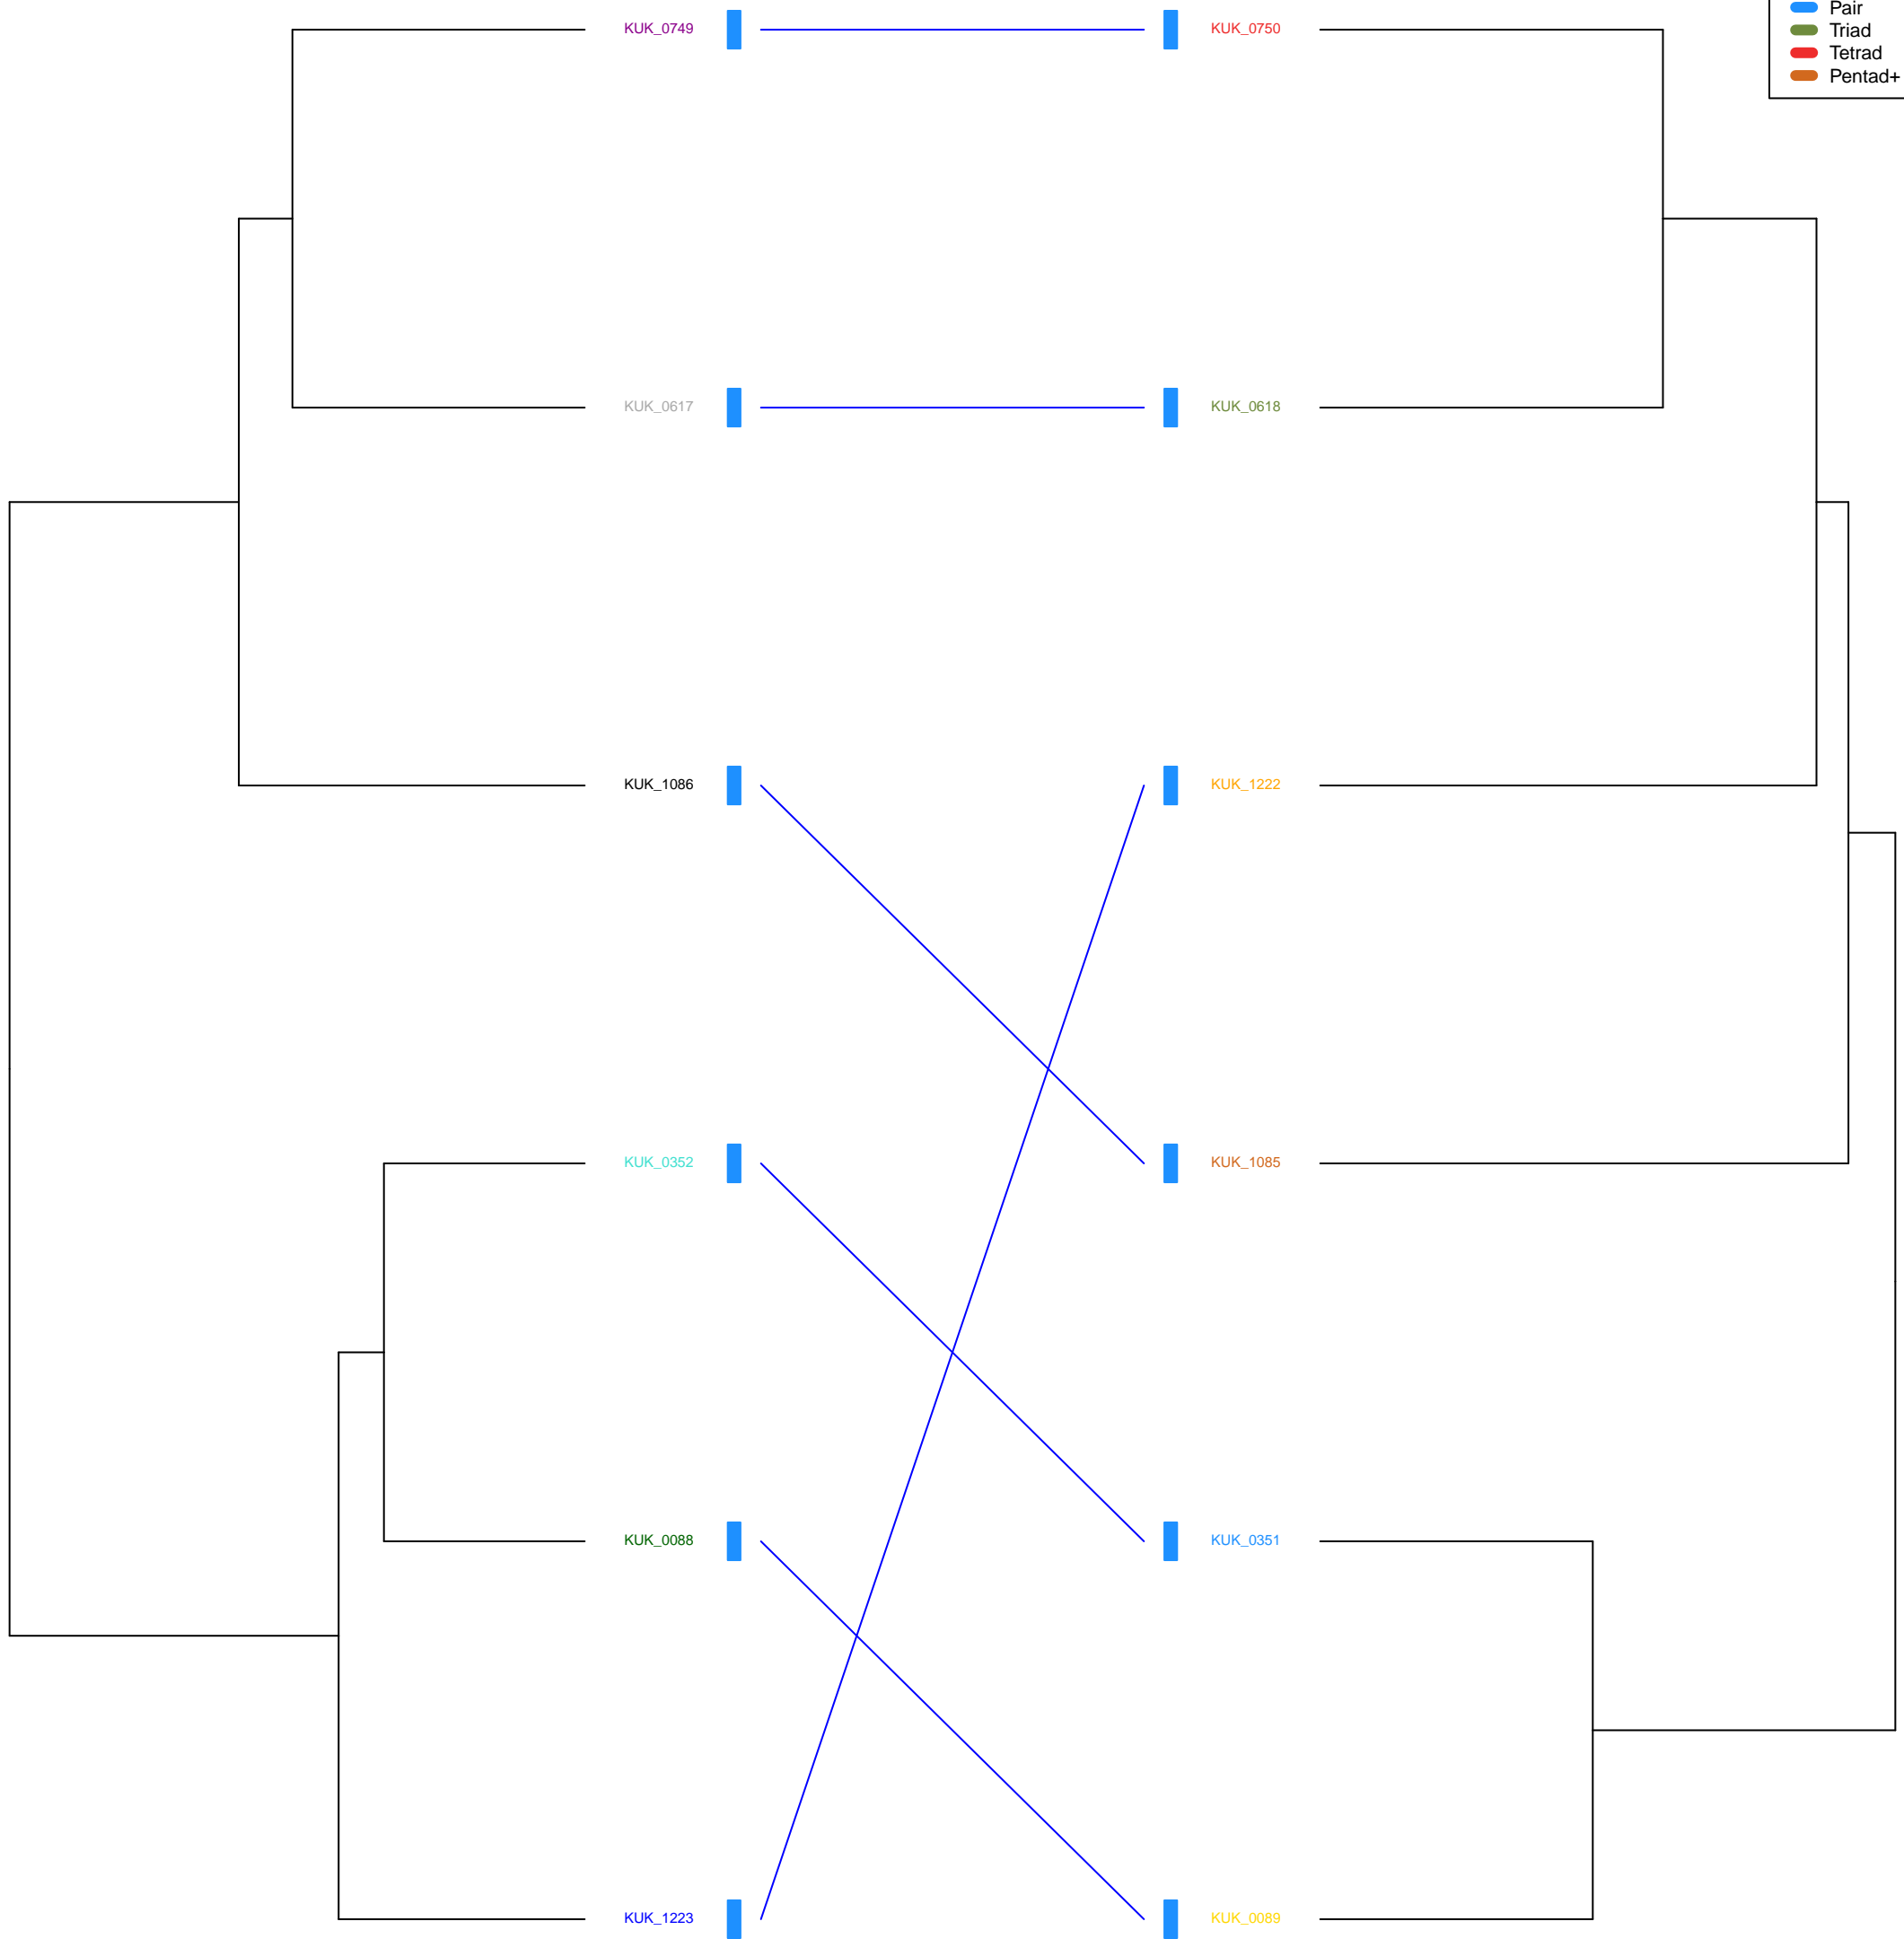 Pair
Triad
Tetrad
Pentad+
KUK_0749 KUK_0750
KUK_0617 KUK_0618
KUK_1086 KUK_1222
KUK_0352 KUK_1085
KUK_0088 KUK_0351
KUK_1223 KUK_0089